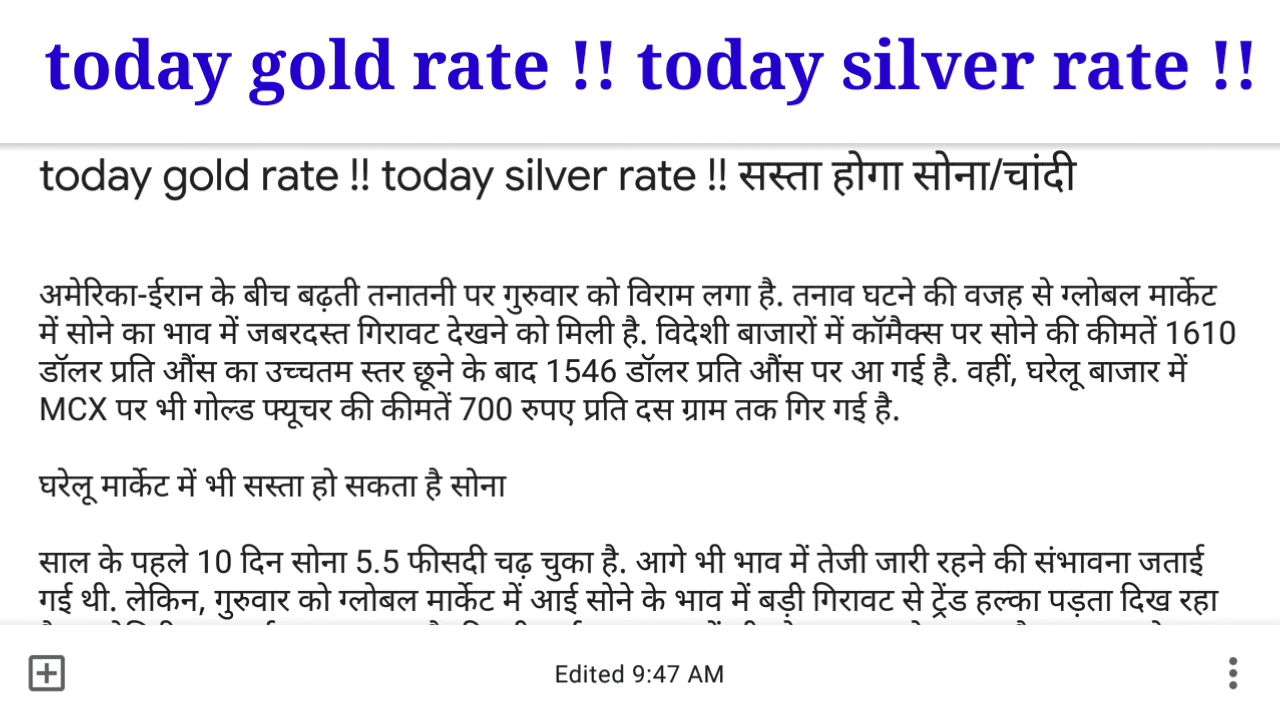 today gold rate !! today silver rate !!
today gold rate !! today silver rate !! सस्ता होगा सोना/चांदी
अमेरिका-ईरान के बीच बढ़ती तनातनी पर गुरुवार को विराम लगा है. तनाव घटने की वजह से ग्लोबल मार्केट
में सोने का भाव में जबरदस्त गिरावट देखने को मिली है. विदेशी बाजारों में कॉमैक्स पर सोने की कीमतें 1610
डॉलर प्रति औंस का उच्चतम स्तर छूने के बाद 1546 डॉलर प्रति औंस पर आ गई है. वहीं, घरेलू बाजार में
MCX पर भी गोल्ड फ्यूचर की कीमतें 700 रुपए प्रति दस ग्राम तक गिर गई है.
घरेलू मार्केट में भी सस्ता हो सकता है सोना
साल के पहले 10 दिन सोना 5.5 फीसदी चढ़ चुका है. आगे भी भाव में तेजी जारी रहने की संभावना जताई
गई थी. लेकिन, गुरुवार को ग्लोबल मार्केट में आई सोने के भाव में बड़ी गिरावट से ट्रेंड हल्का पड़ता दिख रहा
Edited 9:47 AM